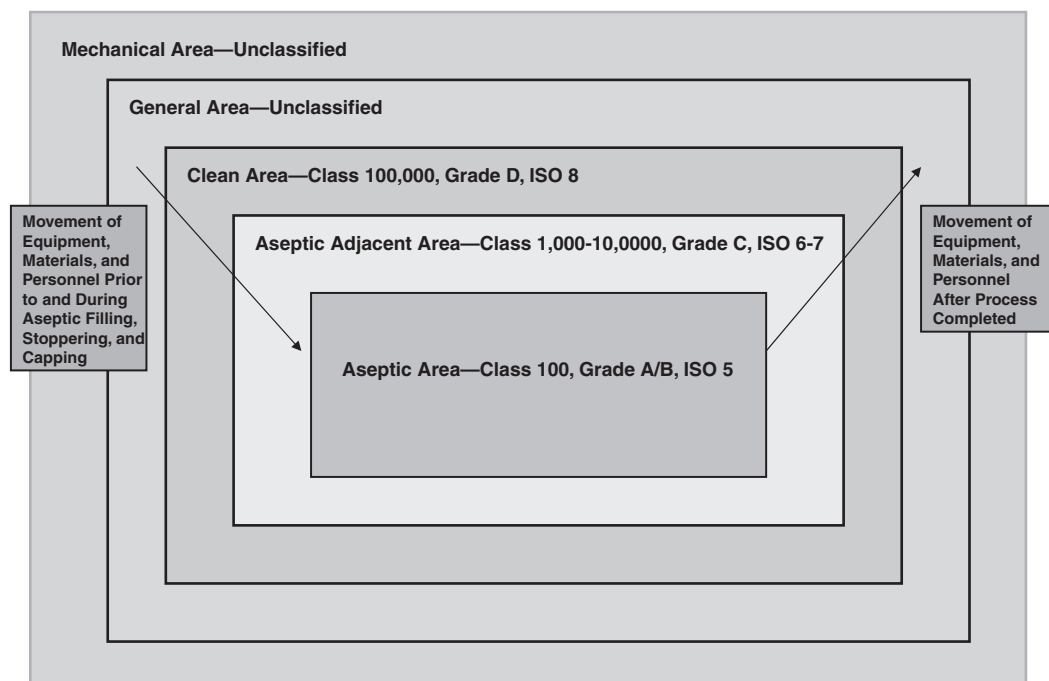 Mechanical Area—Unclassified
General Area—Unclassified
Clean Area—Class 100,000, Grade D, ISO 8
Movement of
Equipment,
Materials, and
Personnel Prior
to and During
Aseptic Filling,
Stoppering, and
Capping
Aseptic Adjacent Area—Class 1,000-10,0000, Grade C, ISO 6-7
Aseptic Area—Class 100, Grade A/B, ISO 5
Movement of
Equipment,
Materials, and
Personnel
After Process
Completed